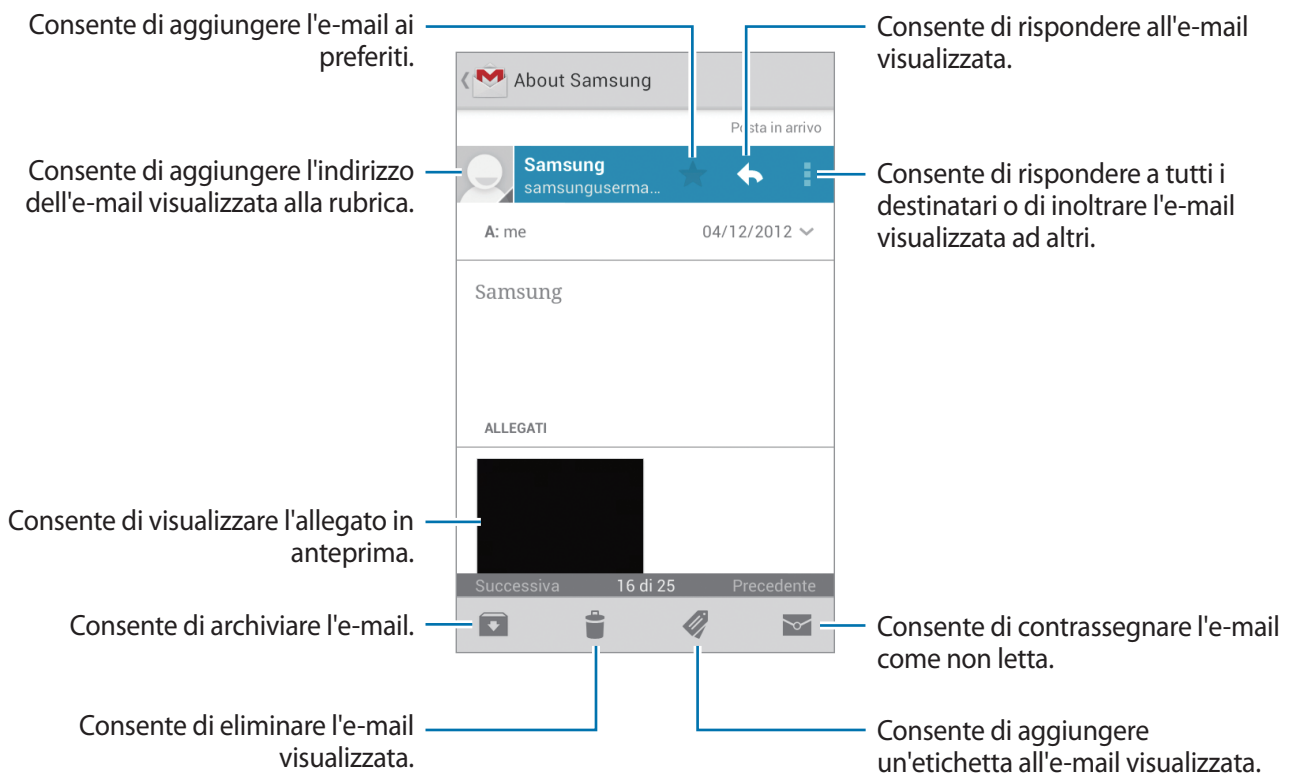 Consente di aggiungere l'e-mail ai
preferiti.
Consente di rispondere all'e-mail
visualizzata.
About Samsung
Posta in arrivo
Consente di aggiungere l'indirizzo
dell'e-mail visualizzata alla rubrica.
Samsung
samsunguserma...
Consente di rispondere a tutti i
destinatari o di inoltrare l'e-mail
visualizzata ad altri.
A: me 04/12/2012
Samsung
ALLEGATI
Consente di visualizzare l'allegato in
anteprima.
Successiva 16 di 25 Precedente
Consente di archiviare l'e-mail.
Consente di contrassegnare l'e-mail
come non letta.
Consente di eliminare l'e-mail
visualizzata.
Consente di aggiungere
un'etichetta all'e-mail visualizzata.